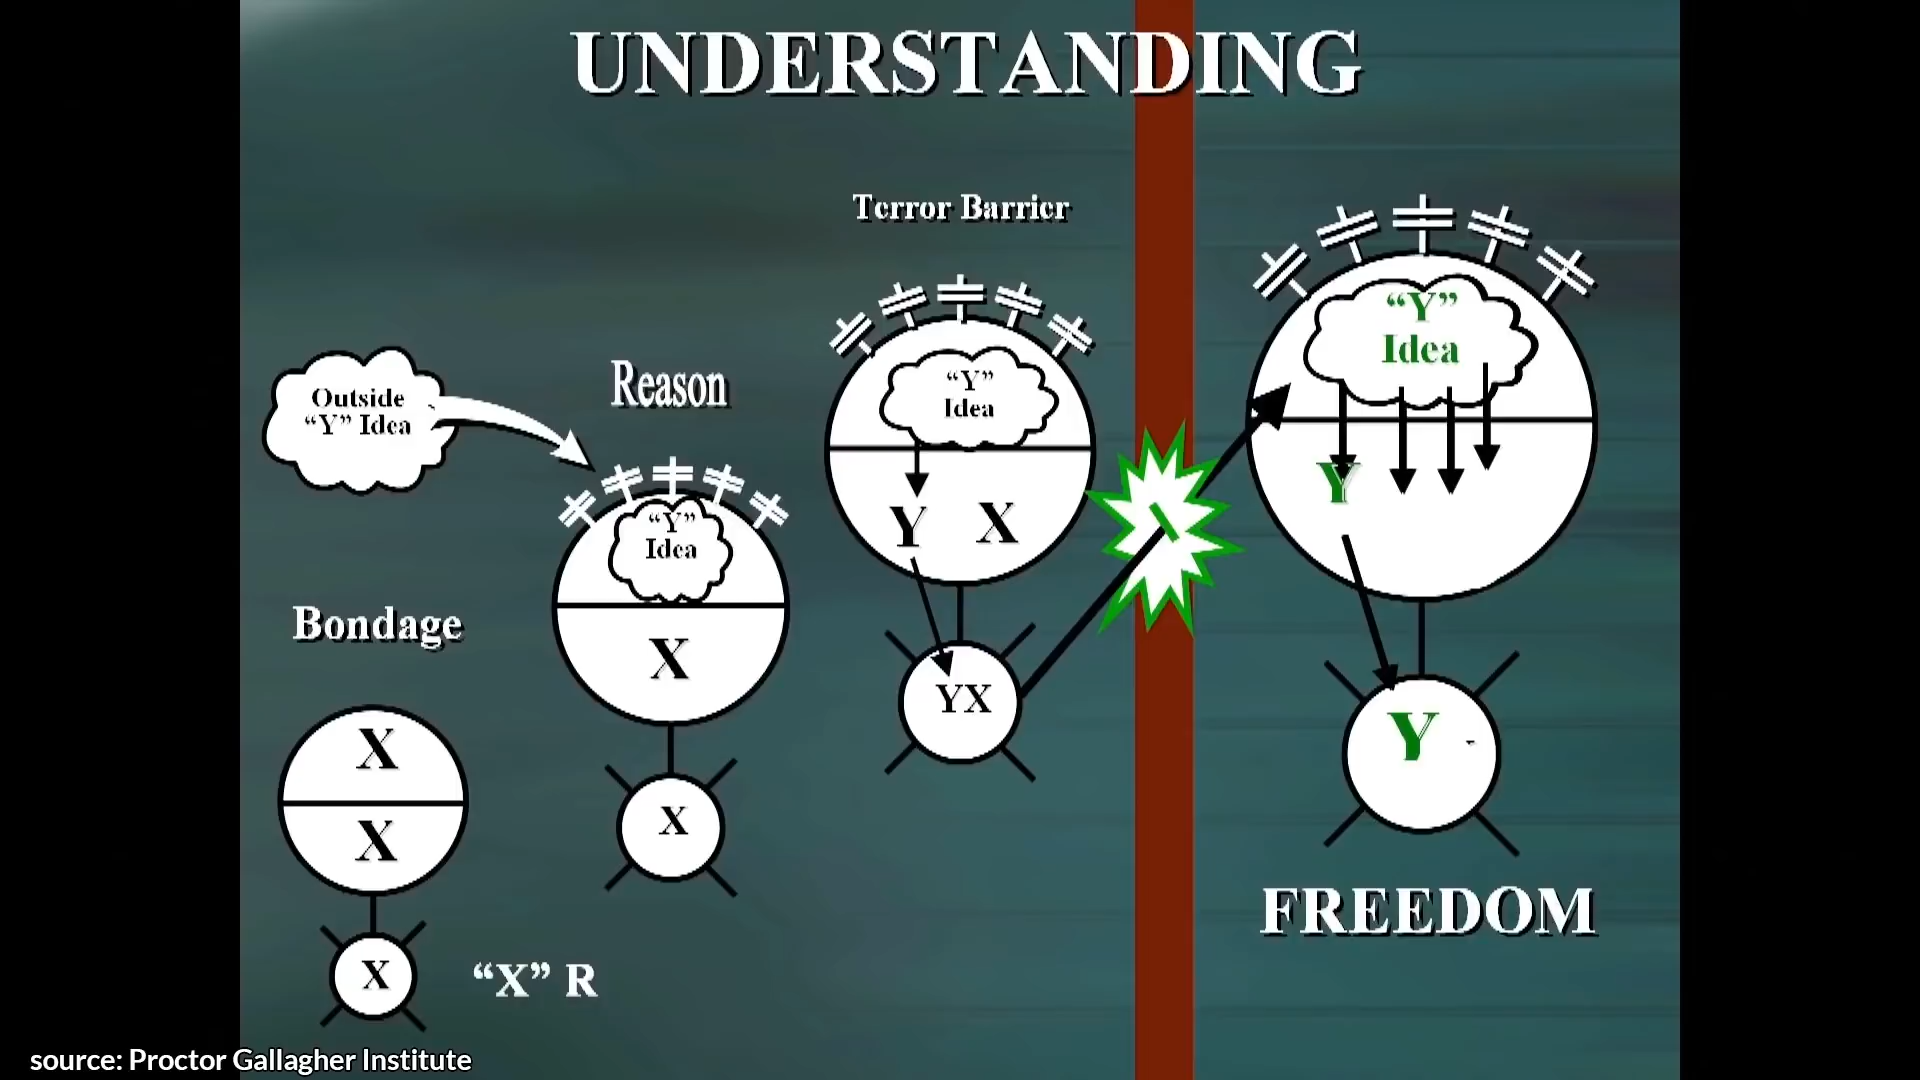 UNDERSTANDING
Terror Barrier
Outside
“Y” Idea
Reason
“Y”
Idea
X
X
Bondage
X
X
X
“X” R
“Y”
Idea
Y X
YX
“Y”
Idea
Y
Y
FREEDOM
source: Proctor Gallagher Institute